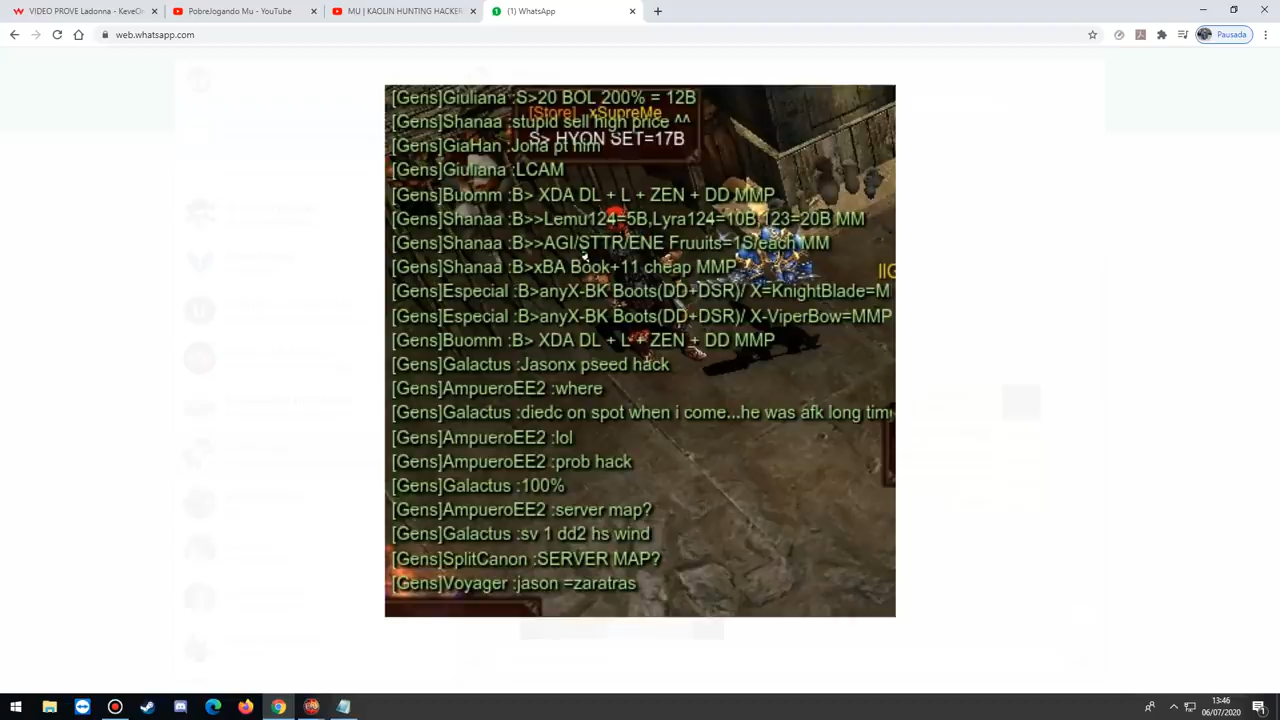 VIDEO PROVE Ladonna - KeveO
PobreJogando Mu - YouTube
MU | KAOLIN HUNTING HACKER
(1) WhatsApp
web.whatsapp.com
Pausada
[Gens]Giuliana :S>20 BOL 200% = 12B
[Store] xSupreMe
[Gens]Shanaa :stupid sell high price ^^
S> HYON SET=17B
[Gens]GiaHan :Jona pt him
[Gens]Giuliana :LCAM
[Gens]Buomm :B> XDA DL + L + ZEN + DD MMP
[Gens]Shanaa :B>>Lemu124=5B,Lyra124=10B,123=20B MM
[Gens]Shanaa :B>>AGI/STTR/ENE Fruuits=1S/each MM
[Gens]Shanaa :B>xBA Book+11 cheap MMP
[Gens]Especial :B>anyX-BK Boots(DD+DSR)/ X=KnightBlade=M
[Gens]Especial :B>anyX-BK Boots(DD+DSR)/ X-ViperBow=MMP
[Gens]Buomm :B> XDA DL + L + ZEN + DD MMP
[Gens]Galactus :Jasonx pseed hack
[Gens]AmpueroEE2 :where
[Gens]Galactus :diedc on spot when i come...he was afk long tim
[Gens]AmpueroEE2 :lol
[Gens]AmpueroEE2 :prob hack
[Gens]Galactus :100%
[Gens]AmpueroEE2 :server map?
[Gens]Galactus :sv 1 dd2 hs wind
[Gens]SplitCanon :SERVER MAP?
[Gens]Voyager :jason =zaratras
13:46
06/07/2020